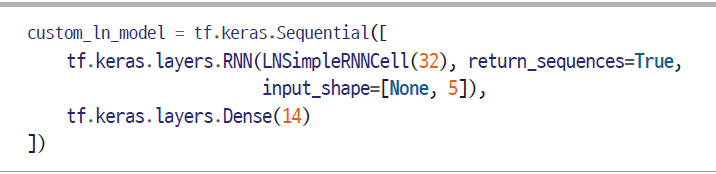 custom_ln_model = tf.keras.Sequential([
    tf.keras.layers.RNN(LNSimpleRNNCell(32), return_sequences=True,
                        input_shape=[None, 5]),
    tf.keras.layers.Dense(14)
])